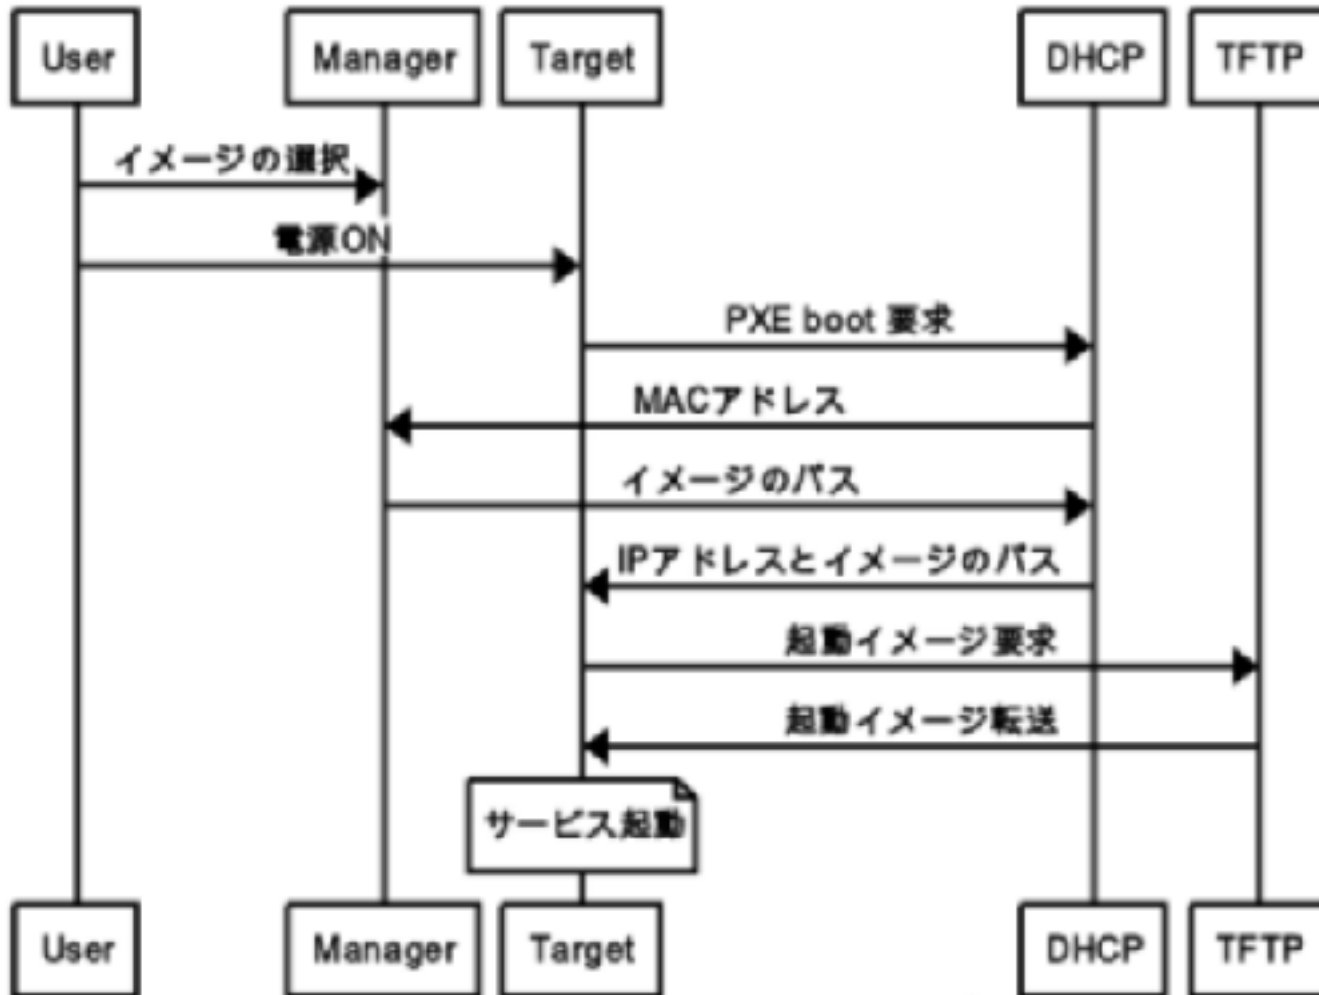 User Manager Target DHCP TFTP
イメージの選択
電源ON
PXE boot 要求
MACアドレス
イメージのパス
IPアドレスとイメージのパス
起動イメージ要求
起動イメージ転送
サービス起動
User Manager Target DHCP TFTP